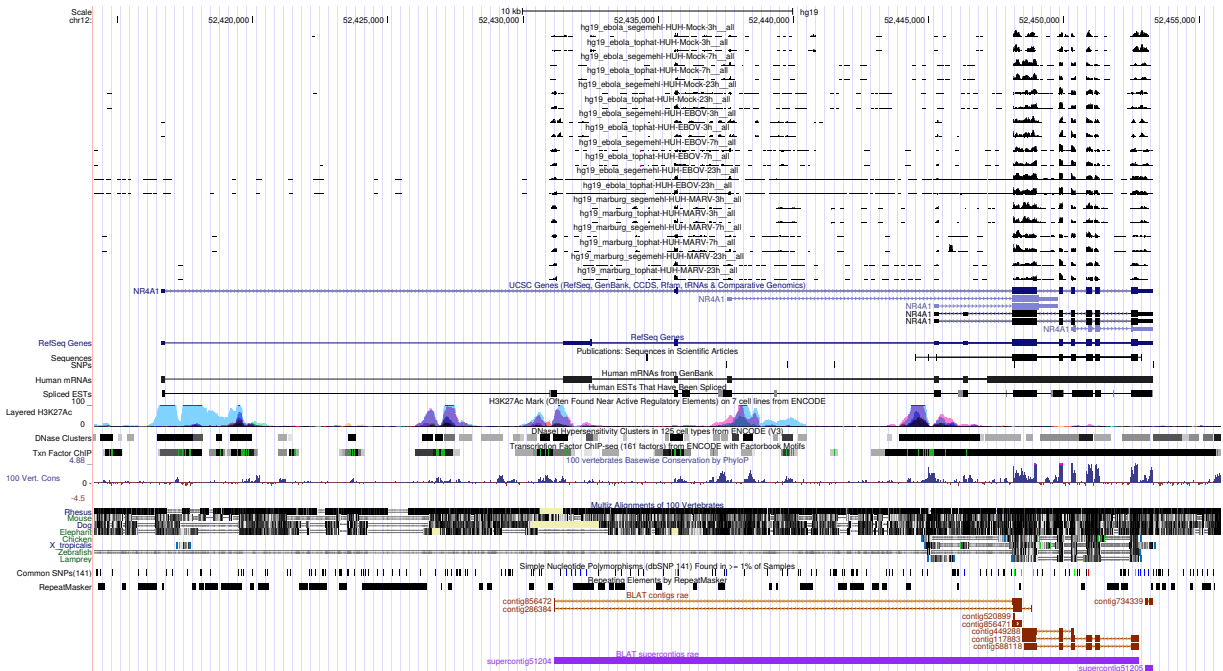 Scale 10 kb hg19
chr12: 52,420,000 52,425,000 52,430,000 52,435,000 52,440,000 52,445,000 52,450,000 52,455,000
hg19_ebola_segemehl-HUH-Mock-3h__all
hg19_ebola_tophat-HUH-Mock-3h__all
hg19_ebola_segemehl-HUH-Mock-7h__all
hg19_ebola_tophat-HUH-Mock-7h__all
hg19_ebola_segemehl-HUH-Mock-23h__all
hg19_ebola_tophat-HUH-Mock-23h__all
hg19_ebola_segemehl-HUH-EBOV-3h__all
hg19_ebola_tophat-HUH-EBOV-3h__all
hg19_ebola_segemehl-HUH-EBOV-7h__all
hg19_ebola_tophat-HUH-EBOV-7h__all
hg19_ebola_segemehl-HUH-EBOV-23h__all
hg19_ebola_tophat-HUH-EBOV-23h__all
hg19_marburg_segemehl-HUH-MARV-3h__all
hg19_marburg_tophat-HUH-MARV-3h__all
hg19_marburg_segemehl-HUH-MARV-7h__all
hg19_marburg_tophat-HUH-MARV-7h__all
hg19_marburg_segemehl-HUH-MARV-23h__all
hg19_marburg_tophat-HUH-MARV-23h__all
UCSC Genes (RefSeq, GenBank, CCDS, Rfam, tRNAs & Comparative Genomics)
NR4A1
NR4A1
NR4A1
NR4A1
NR4A1
NR4A1
RefSeq Genes
RefSeq Genes
Publications: Sequences in Scientific Articles
Sequences
SNPs
Human mRNAs from GenBank
Human mRNAs
Human ESTs That Have Been Spliced
Spliced ESTs
H3K27Ac Mark (Often Found Near Active Regulatory Elements) on 7 cell lines from ENCODE
100
Layered H3K27Ac
0
DNaseI Hypersensitivity Clusters in 125 cell types from ENCODE (V3)
DNase Clusters
Transcription Factor ChIP-seq (161 factors) from ENCODE with Factorbook Motifs
Txn Factor ChIP
100 vertebrates Basewise Conservation by PhyloP
4.88
100 Vert. Cons
0
-4.5
Multiz Alignments of 100 Vertebrates
Rhesus
Mouse
Dog
Elephant
Chicken
X_tropicalis
Zebrafish
Lamprey
Simple Nucleotide Polymorphisms (dbSNP 141) Found in >= 1% of Samples
Common SNPs(141)
Repeating Elements by RepeatMasker
RepeatMasker
BLAT contigs rae
contig856472 contig734339
contig286384
contig520899
contig856471
contig449288
contig117883
contig588118
BLAT supercontigs rae
supercontig51204
supercontig51205